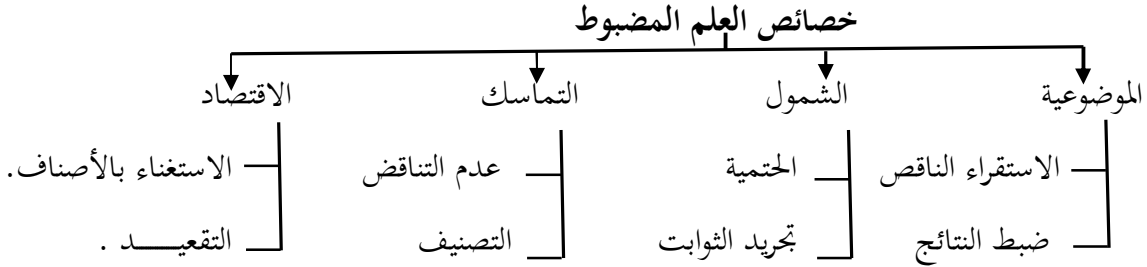 خصائص العلم المضبوط
الموضوعية الشمول التماسك الاقتصاد
الاستقراء الناقص الحتمية عدم التناقض الاستغناء بالأصناف.
ضبط النتائج تجريد الثوابت التصنيف التقعيـــــد .